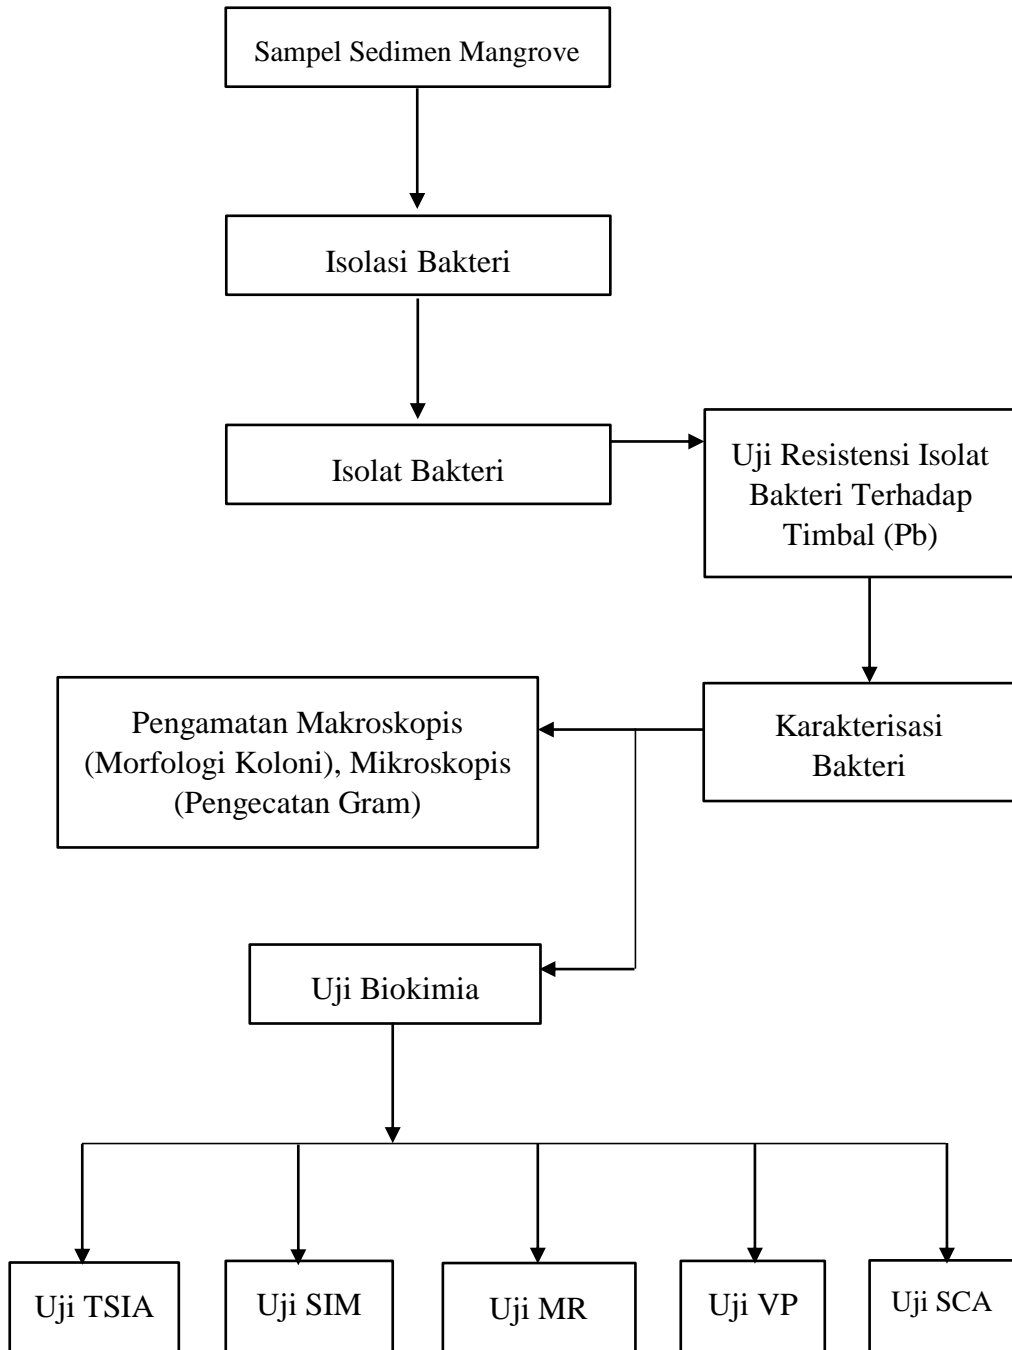 Sampel Sedimen Mangrove
Isolasi Bakteri
Isolat Bakteri
Uji Resistensi Isolat
Bakteri Terhadap
Timbal (Pb)
Karakterisasi
Bakteri
Pengamatan Makroskopis
(Morfologi Koloni), Mikroskopis
(Pengecatan Gram)
Uji Biokimia
Uji TSIA
Uji SIM
Uji MR
Uji VP
Uji SCA